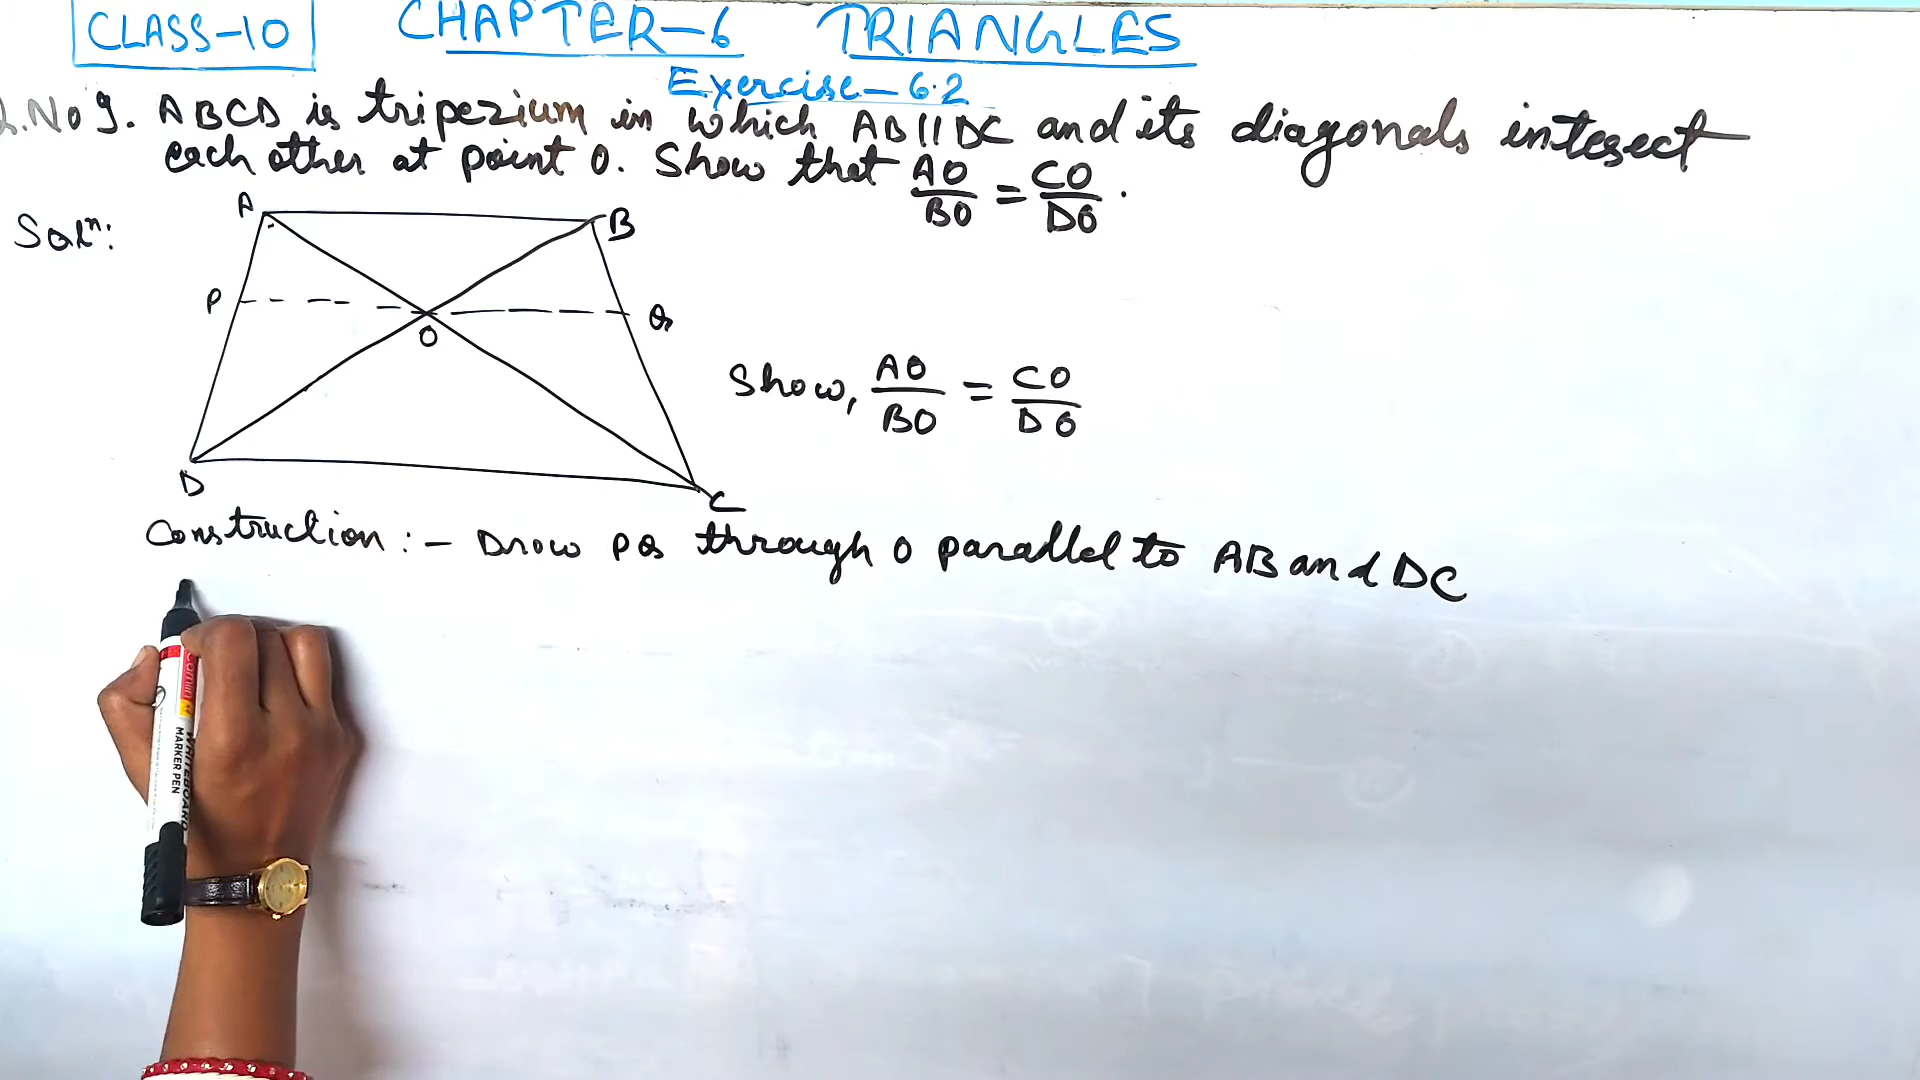 CLASS-10 CHAPTER-6 TRIANGLES
Exercise-6.2
Q.No 9. ABCD is tripezium in which AB||DC and its diagonals intersect
each other at point O. Show that AO/BO = CO/DO.
Solⁿ:
A
B
P
Q
O
Show, AO/BO = CO/DO
D
C
Construction:- Draw PQ through O parallel to AB and DC
Camlin
WHITEBOARD
MARKER PEN